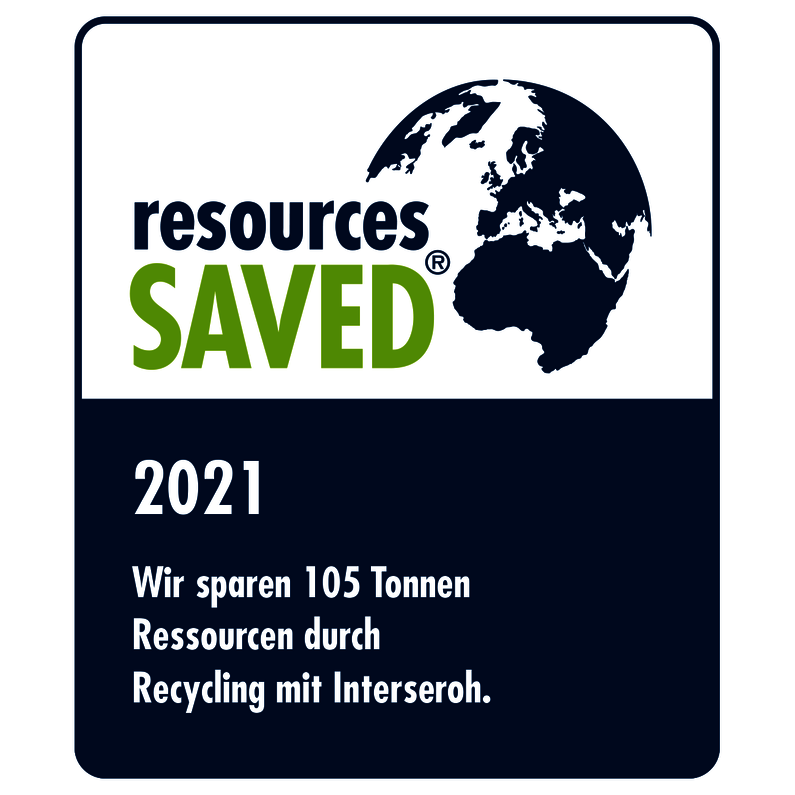 resources
SAVED®
2021
Wir sparen 105 Tonnen
Ressourcen durch
Recycling mit Interseroh.